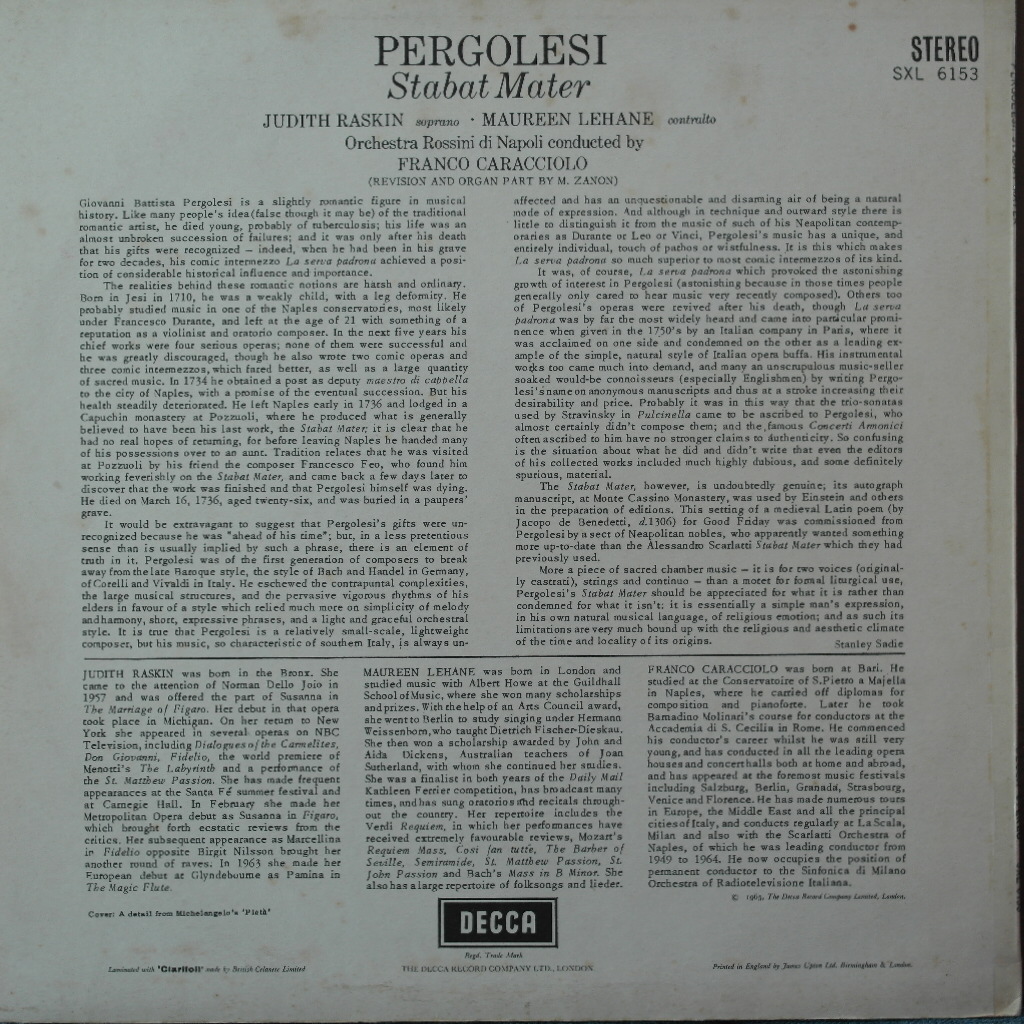 PERGOLESI
Stabat Mater
STEREO
SXL 6153
JUDITH RASKIN soprano · MAUREEN LEHANE contralto
Orchestra Rossini di Napoli conducted by
FRANCO CARACCIOLO
(REVISION AND ORGAN PART BY M. ZANON)
Giovanni Battista Pergolesi is a slightly romantic figure in musical
history. Like many people's idea (false though it may be) of the traditional
romantic artist, he died young, probably of tuberculosis; his life was an
almost unbroken succession of failures; and it was only after his death
that his gifts were recognized – indeed, when he had been in his grave
for two decades, his comic intermezzo La serva padrona achieved a posi-
tion of considerable historical influence and importance.
The realities behind these romantic notions are harsh and ordinary.
Born in Jesi in 1710, he was a weakly child, with a leg deformity. He
probably studied music in one of the Naples conservatories, most likely
under Francesco Durante, and left at the age of 21 with something of a
reputation as a violinist and oratorio composer. In the next five years his
chief works were four serious operas; none of them were successful and
he was greatly discouraged, though he also wrote two comic operas and
three comic intermezzos, which fared better, as well as a large quantity
of sacred music. In 1734 he obtained a post as deputy maestro di cappella
to the city of Naples, with a promise of the eventual succession. But his
health steadily deteriorated. He left Naples early in 1736 and lodged in a
Capuchin monastery at Pozzuoli, where he produced what is generally
believed to have been his last work, the Stabat Mater; it is clear that he
had no real hopes of returning, for before leaving Naples he handed many
of his possessions over to an aunt. Tradition relates that he was visited
at Pozzuoli by his friend the composer Francesco Feo, who found him
working feverishly on the Stabat Mater, and came back a few days later to
discover that the work was finished and that Pergolesi himself was dying.
He died on March 16, 1736, aged twenty-six, and was buried in a paupers'
grave.
It would be extravagant to suggest that Pergolesi's gifts were un-
recognized because he was "ahead of his time"; but, in a less pretentious
sense than is usually implied by such a phrase, there is an element of
truth in it. Pergolesi was of the first generation of composers to break
away from the late Baroque style, the style of Bach and Handel in Germany,
of Corelli and Vivaldi in Italy. He eschewed the contrapuntal complexities,
the large musical structures, and the pervasive vigorous rhythms of his
elders in favour of a style which relied much more on simplicity of melody
and harmony, short, expressive phrases, and a light and graceful orchestral
style. It is true that Pergolesi is a relatively small-scale, lightweight
composer, but his music, so characteristic of southern Italy, is always un-
affected and has an unquestionable and disarming air of being a natural
mode of expression. And although in technique and outward style there is
little to distinguish it from the music of such of his Neapolitan contemp-
oraries as Durante or Leo or Vinci, Pergolesi's music has a unique, and
entirely individual, touch of pathos or wistfulness. It is this which makes
La serva padrona so much superior to most comic intermezzos of its kind.
It was, of course, La serva padrona which provoked the astonishing
growth of interest in Pergolesi (astonishing because in those times people
generally only cared to hear music very recently composed). Others too
of Pergolesi's operas were revived after his death, though La serva
padrona was by far the most widely heard and came into particular promi-
nence when given in the 1750's by an Italian company in Paris, where it
was acclaimed on one side and condemned on the other as a leading ex-
ample of the simple, natural style of Italian opera buffa. His instrumental
works too came much into demand, and many an unscrupulous music-seller
soaked would-be connoisseurs (especially Englishmen) by writing Pergo-
lesi's name on anonymous manuscripts and thus at a stroke increasing their
desirability and price. Probably it was in this way that the trio-sonatas
used by Stravinsky in Pulcinella came to be ascribed to Pergolesi, who
almost certainly didn't compose them; and the famous Concerti Armonici
often ascribed to him have no stronger claims to authenticity. So confusing
is the situation about what he did and didn't write that even the editors
of his collected works included much highly dubious, and some definitely
spurious, material.
The Stabat Mater, however, is undoubtedly genuine; its autograph
manuscript, at Monte Cassino Monastery, was used by Einstein and others
in the preparation of editions. This setting of a medieval Latin poem (by
Jacopo de Benedetti, d.1306) for Good Friday was commissioned from
Pergolesi by a sect of Neapolitan nobles, who apparently wanted something
more up-to-date than the Alessandro Scarlatti Stabat Mater which they had
previously used.
More a piece of sacred chamber music – it is for two voices (original-
ly castrati), strings and continuo – than a motet for formal liturgical use,
Pergolesi's Stabat Mater should be appreciated for what it is rather than
condemned for what it isn't: it is essentially a simple man's expression,
in his own natural musical language, of religious emotion; and as such its
limitations are very much bound up with the religious and aesthetic climate
of the time and locality of its origins.
Stanley Sadie
JUDITH RASKIN was born in the Bronx. She
came to the attention of Norman Dello Joio in
1957 and was offered the part of Susanna in
The Marriage of Figaro. Her debut in that opera
took place in Michigan. On her return to New
York she appeared in several operas on NBC
Television, including Dialogues of the Carmelites,
Don Giovanni, Fidelio, the world premiere of
Menotti's The Labyrinth and a performance of
the St. Matthew Passion. She has made frequent
appearances at the Santa Fé summer festival and
at Carnegie Hall. In February she made her
Metropolitan Opera debut as Susanna in Figaro,
which brought forth ecstatic reviews from the
critics. Her subsequent appearance as Marcellina
in Fidelio opposite Birgit Nilsson brought her
another round of raves. In 1963 she made her
European debut at Glyndebourne as Pamina in
The Magic Flute.
MAUREEN LEHANE was born in London and
studied music with Albert Howe at the Guildhall
School of Music, where she won many scholarships
and prizes. With the help of an Arts Council award,
she went to Berlin to study singing under Hermann
Weissenborn, who taught Dietrich Fischer-Dieskau.
She then won a scholarship awarded by John and
Aida Dickens, Australian teachers of Joan
Sutherland, with whom she continued her studies.
She was a finalist in both years of the Daily Mail
Kathleen Ferrier competition, has broadcast many
times, and has sung oratorios and recitals through-
out the country. Her repertoire includes the
Verdi Requiem, in which her performances have
received extremely favourable reviews, Mozart's
Requiem Mass, Cosi fan tutte, The Barber of
Seville, Semiramide, St. Matthew Passion, St.
John Passion and Bach's Mass in B Minor. She
also has a large repertoire of folksongs and lieder.
FRANCO CARACCIOLO was born at Bari. He
studied at the Conservatoire of S.Pietro a Majella
in Naples, where he carried off diplomas for
composition and pianoforte. Later he took
Barnadino Molinari's course for conductors at the
Accademia di S. Cecilia in Rome. He commenced
his conductor's career whilst he was still very
young, and has conducted in all the leading opera
houses and concert halls both at home and abroad,
and has appeared at the foremost music festivals
including Salzburg, Berlin, Granada, Strasbourg,
Venice and Florence. He has made numerous tours
in Europe, the Middle East and all the principal
cities of Italy, and conducts regularly at La Scala,
Milan and also with the Scarlatti Orchestra of
Naples, of which he was leading conductor from
1949 to 1964. He now occupies the position of
permanent conductor to the Sinfonica di Milano
Orchestra of Radiotelevisione Italiana.
© 1965, The Decca Record Company Limited, London.
Cover: A detail from Michelangelo's 'Pietà'
DECCA
Regd. Trade Mark
Laminated with 'Clarifoil' made by British Celanese Limited
THE DECCA RECORD COMPANY LTD., LONDON
Printed in England by James Upton Ltd. Birmingham & London.